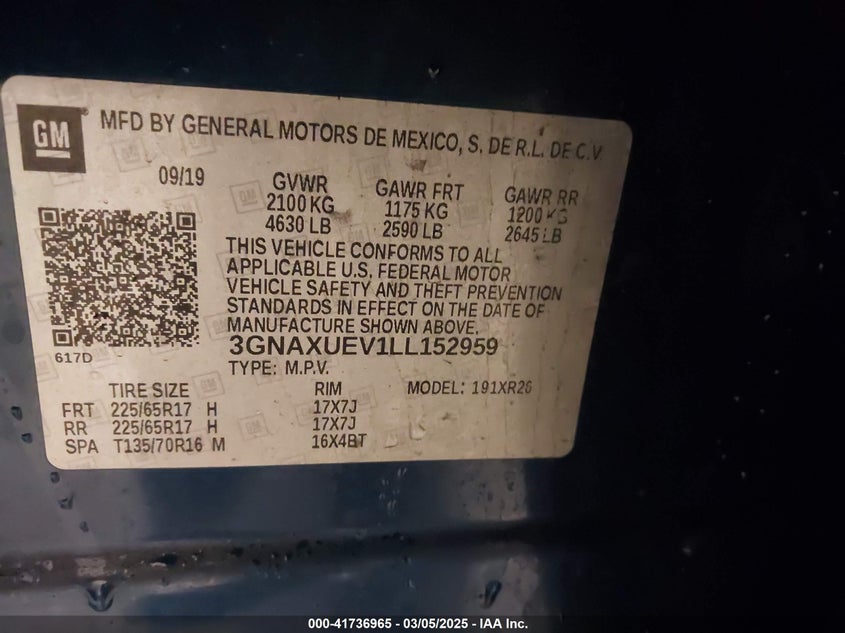 GM
MFD BY GENERAL MOTORS DE MEXICO, S. DE R.L. DE C.V.
09/19
GVWR
2100 KG
4630 LB
GAWR FRT
1175 KG
2590 LB
GAWR RR
1200 KG
2645 LB
THIS VEHICLE CONFORMS TO ALL
APPLICABLE U.S. FEDERAL MOTOR
VEHICLE SAFETY AND THEFT PREVENTION
STANDARDS IN EFFECT ON THE DATE OF
MANUFACTURE SHOWN ABOVE.
617D
3GNAXUEV1LL152959
TYPE: M.P.V.
MODEL: 191XR26
TIRE SIZE RIM
FRT 225/65R17 H 17X7J
RR 225/65R17 H 17X7J
SPA T135/70R16 M 16X4BT
000-41736965 | 03/05/2025 - IAA Inc.